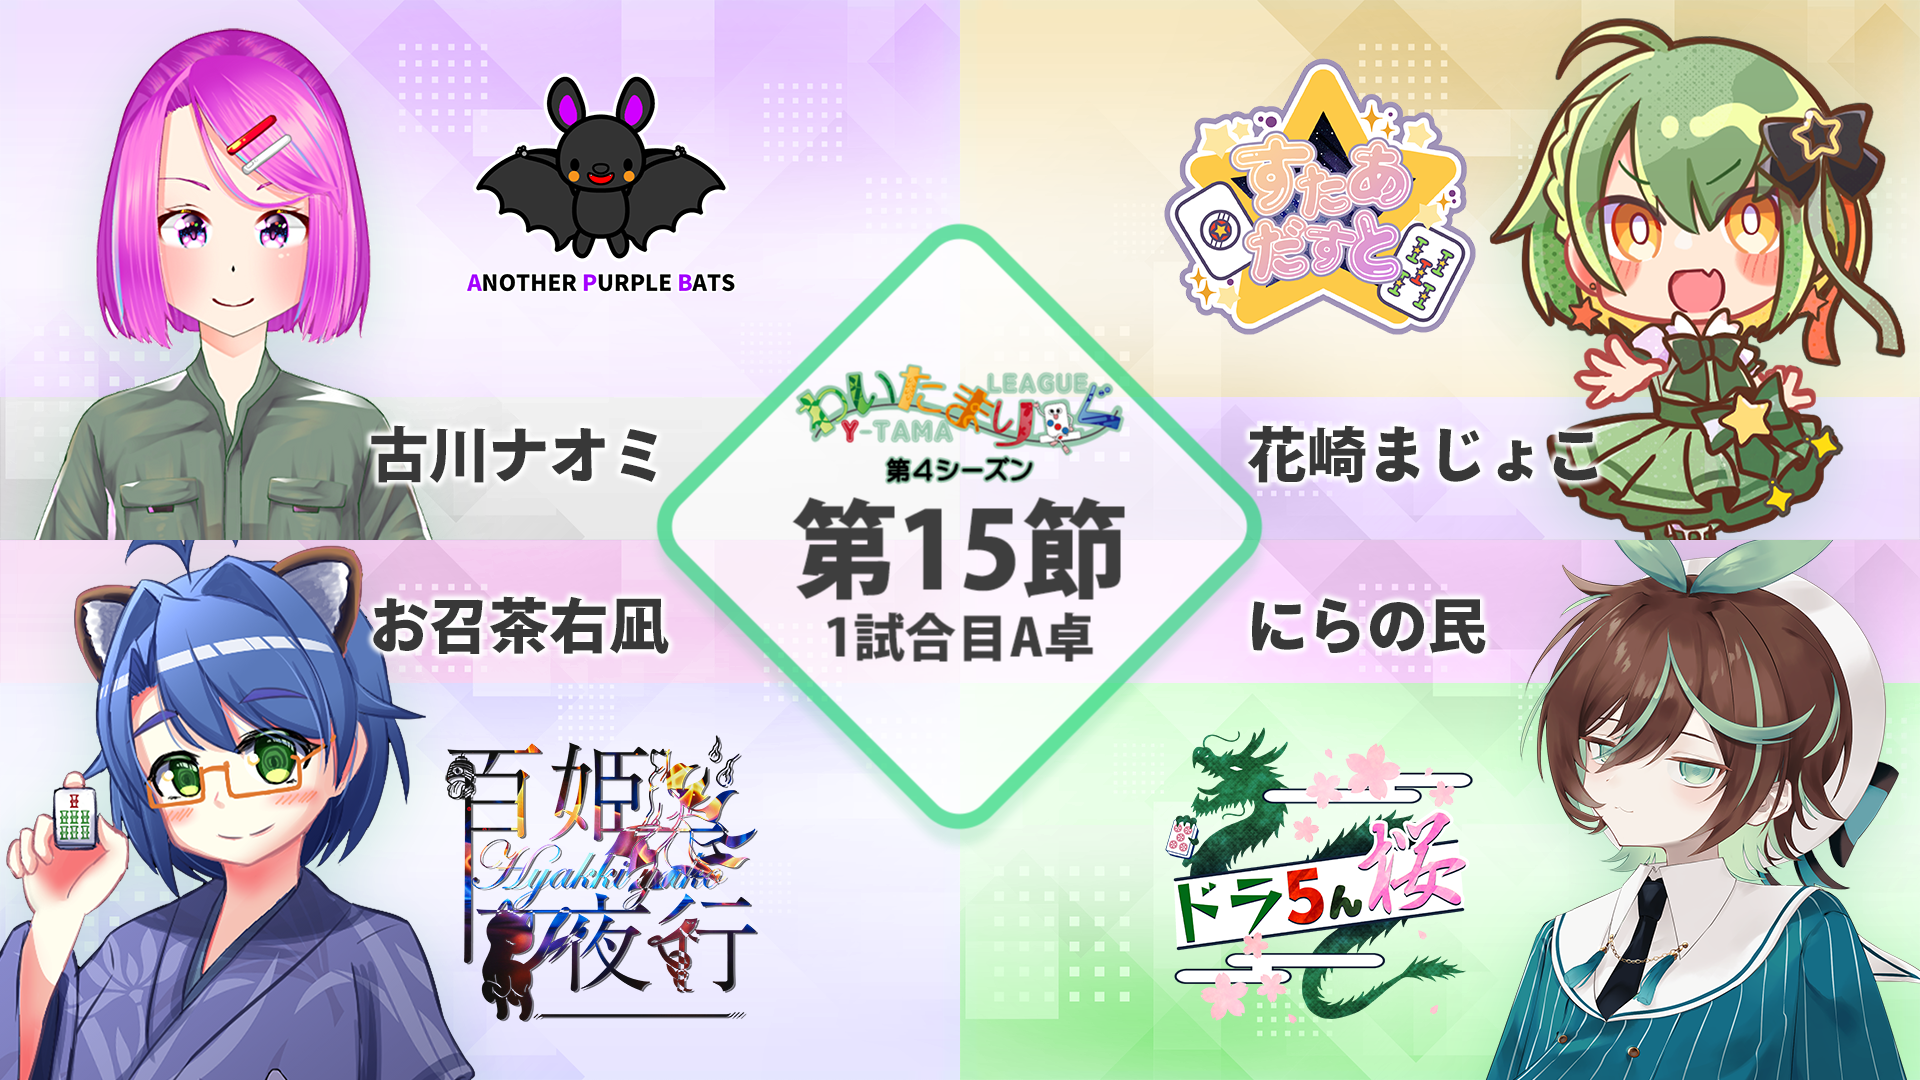 ANOTHER PURPLE BATS
古川ナオミ
すたあ
だすと
花崎まじょこ
わいたまりーぐ
LEAGUE
Y-TAMA
第4シーズン
第15節
1試合目A卓
お召茶右凪
百姫
Hyakkiyako
夜行
にらの民
ドラ5ん桜